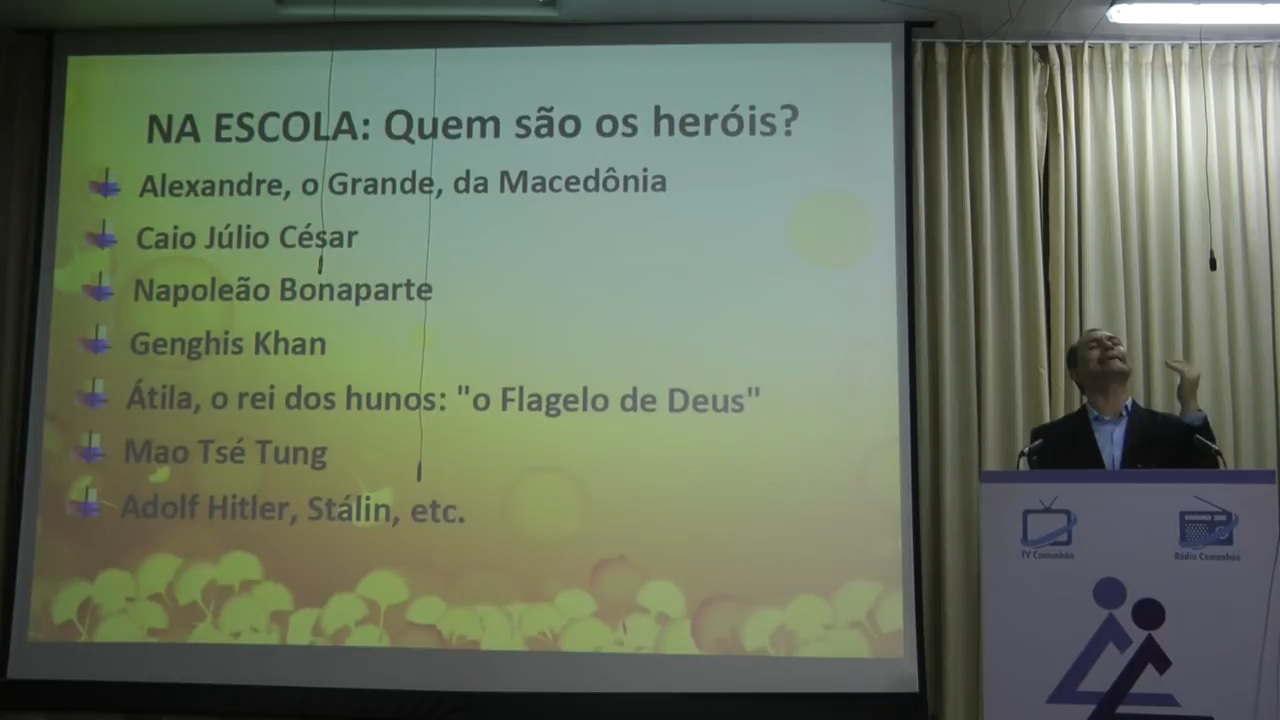 NA ESCOLA: Quem são os heróis?
Alexandre, o Grande, da Macedônia
Caio Júlio César
Napoleão Bonaparte
Genghis Khan
Átila, o rei dos hunos: "o Flagelo de Deus"
Mao Tsé Tung
Adolf Hitler, Stálin, etc.
TV Comunhão
Rádio Comunhão